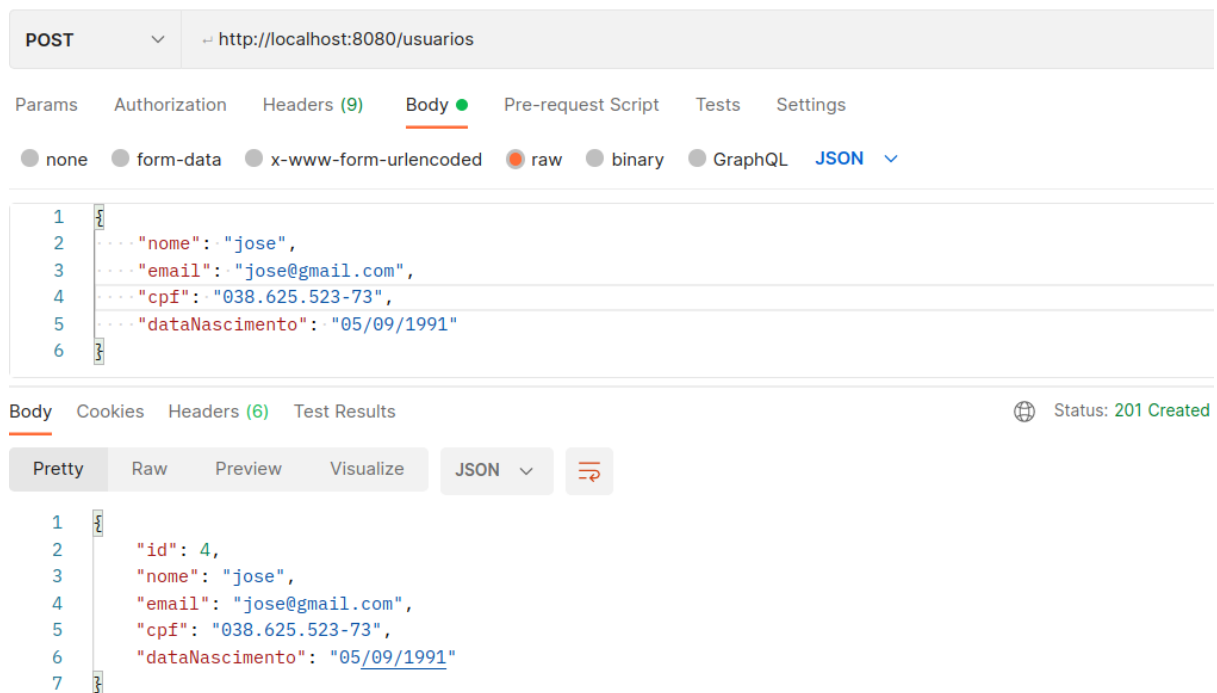 POST ↵ http://localhost:8080/usuarios
Params Authorization Headers (9) Body Pre-request Script Tests Settings
none form-data x-www-form-urlencoded raw binary GraphQL JSON
1 {
2 ····"nome":·"jose",
3 ····"email":·"jose@gmail.com",
4 ····"cpf":·"038.625.523-73",
5 ····"dataNascimento":·"05/09/1991"
6 }
Body Cookies Headers (6) Test Results Status: 201 Created
Pretty Raw Preview Visualize JSON
1 {
2 "id": 4,
3 "nome": "jose",
4 "email": "jose@gmail.com",
5 "cpf": "038.625.523-73",
6 "dataNascimento": "05/09/1991"
7 }